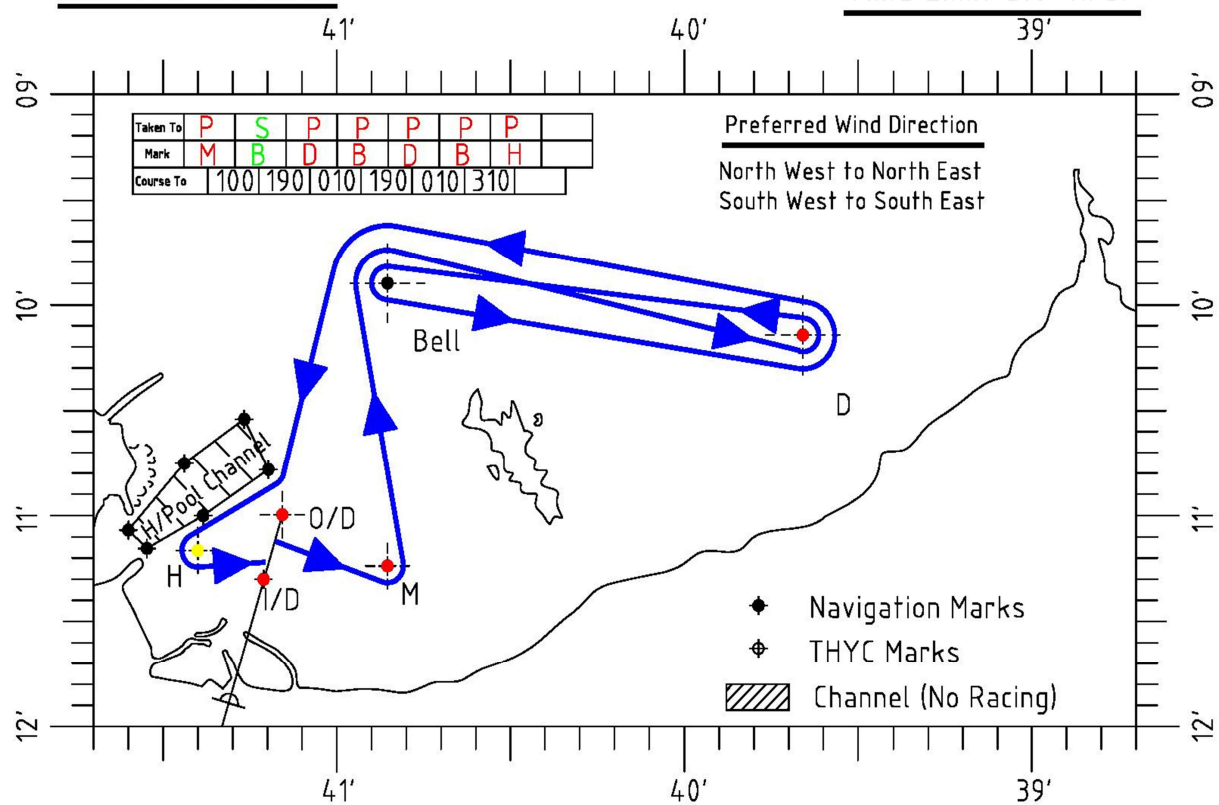 41' 40' 39'
09' 09'
Taken To P S P P P P P
Mark M B D B D B H
Course To 100 190 010 190 010 310
Preferred Wind Direction
North West to North East
South West to South East
10' 10'
Bell
D
H/Pool Channel
11' 11'
O/D
H
I/D
M
Navigation Marks
THYC Marks
Channel (No Racing)
12' 12'
41' 40' 39'